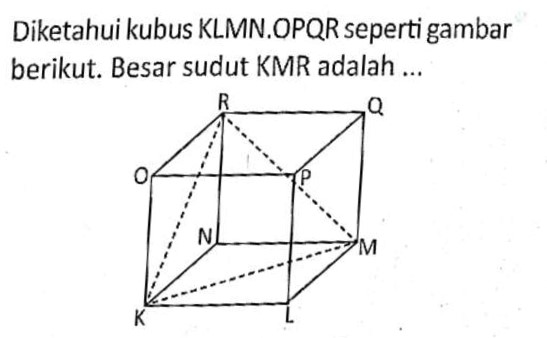 Diketahui kubus KLMN.OPQR seperti gambar
berikut. Besar sudut KMR adalah ...
R
Q
O
P
N
M
K
L